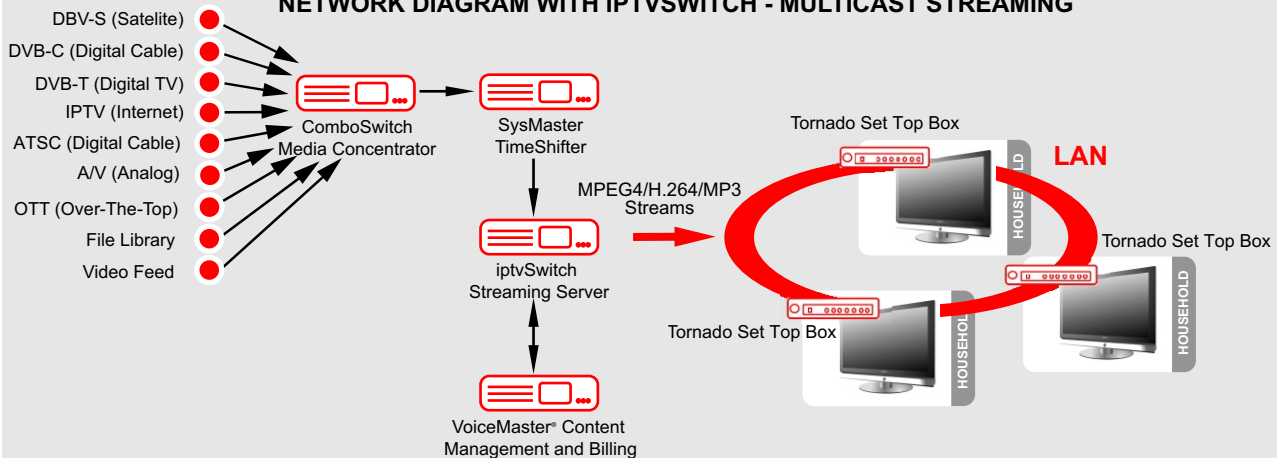 NETWORK DIAGRAM WITH IPTVSWITCH - MULTICAST STREAMING
DBV-S (Satelite)
DVB-C (Digital Cable)
DVB-T (Digital TV)
IPTV (Internet)
ATSC (Digital Cable)
A/V (Analog)
OTT (Over-The-Top)
File Library
Video Feed
ComboSwitch
Media Concentrator
SysMaster
TimeShifter
iptvSwitch
Streaming Server
VoiceMaster® Content
Management and Billing
MPEG4/H.264/MP3
Streams
Tornado Set Top Box
HOUSEHOLD
LAN
Tornado Set Top Box
HOUSEHOLD
Tornado Set Top Box
HOUSEHOLD